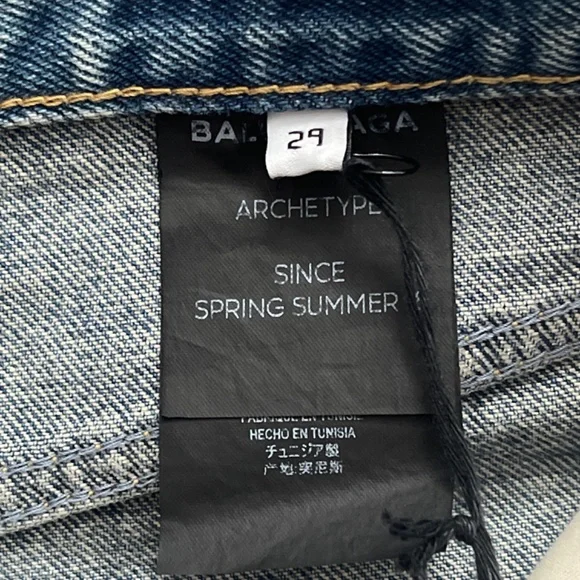 29
ARCHETYPE
SINCE
SPRING SUMMER
HECHO EN TUNISIA
チュニジア製
产地:突尼斯